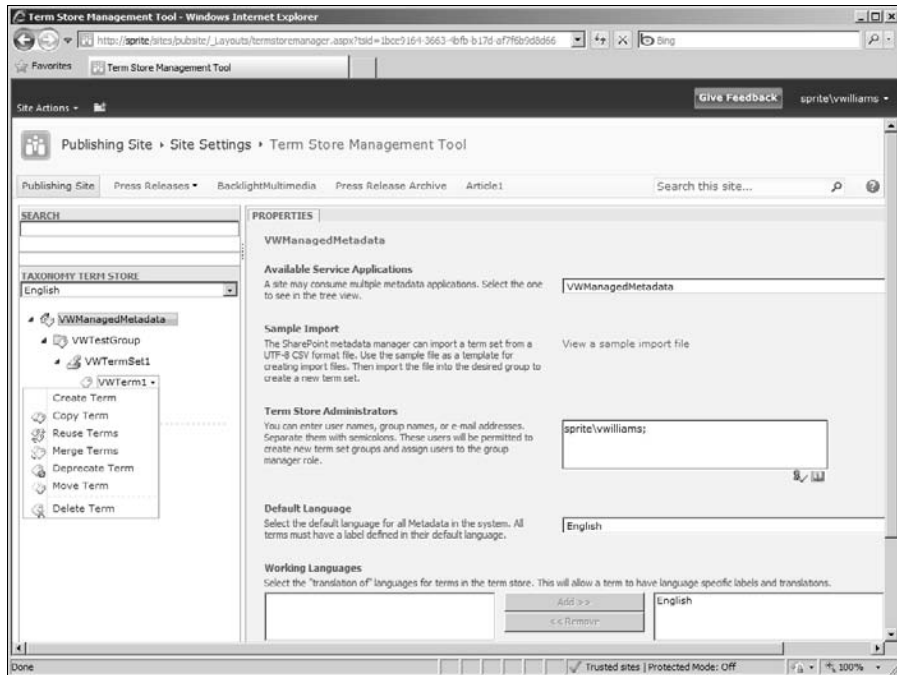 Term Store Management Tool - Windows Internet Explorer
http://sprite/sites/pubsite/_Layouts/termstoremanager.aspx?tsid=1bce9164-3663-4bfb-b17d-af7f6b9d8d66
Bing
Favorites
Term Store Management Tool
Site Actions
Give Feedback
sprite\vwilliams
Publishing Site
Site Settings
Term Store Management Tool
Publishing Site
Press Releases
BacklightMultimedia
Press Release Archive
Article1
Search this site...
SEARCH
TAXONOMY TERM STORE
English
VWManagedMetadata
VWTestGroup
VWTermSet1
VWTerm1
Create Term
Copy Term
Reuse Terms
Merge Terms
Deprecate Term
Move Term
Delete Term
PROPERTIES
VWManagedMetadata
Available Service Applications
A site may consume multiple metadata applications. Select the one
to see in the tree view.
VWManagedMetadata
Sample Import
The SharePoint metadata manager can import a term set from a
UTF-8 CSV format file. Use the sample file as a template for
creating import files. Then import the file into the desired group to
create a new term set.
View a sample import file
Term Store Administrators
You can enter user names, group names, or e-mail addresses.
Separate them with semicolons. These users will be permitted to
create new term set groups and assign users to the group
manager role.
sprite\vwilliams;
Default Language
Select the default language for all Metadata in the system. All
terms must have a label defined in their default language.
English
Working Languages
Select the "translation of" languages for terms in the term store. This will allow a term to have language specific labels and translations.
Add >>
<< Remove
English
Done
Trusted sites | Protected Mode: Off
100%